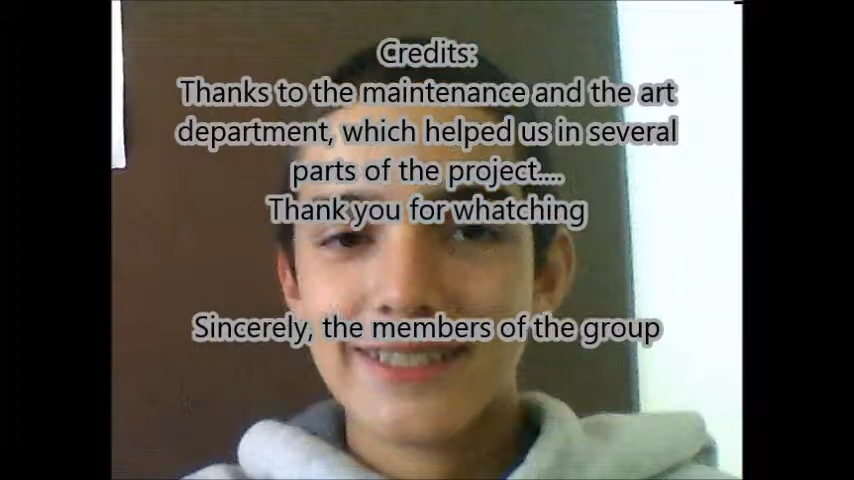 Credits:
Thanks to the maintenance and the art
department, which helped us in several
parts of the project....
Thank you for whatching
Sincerely, the members of the group